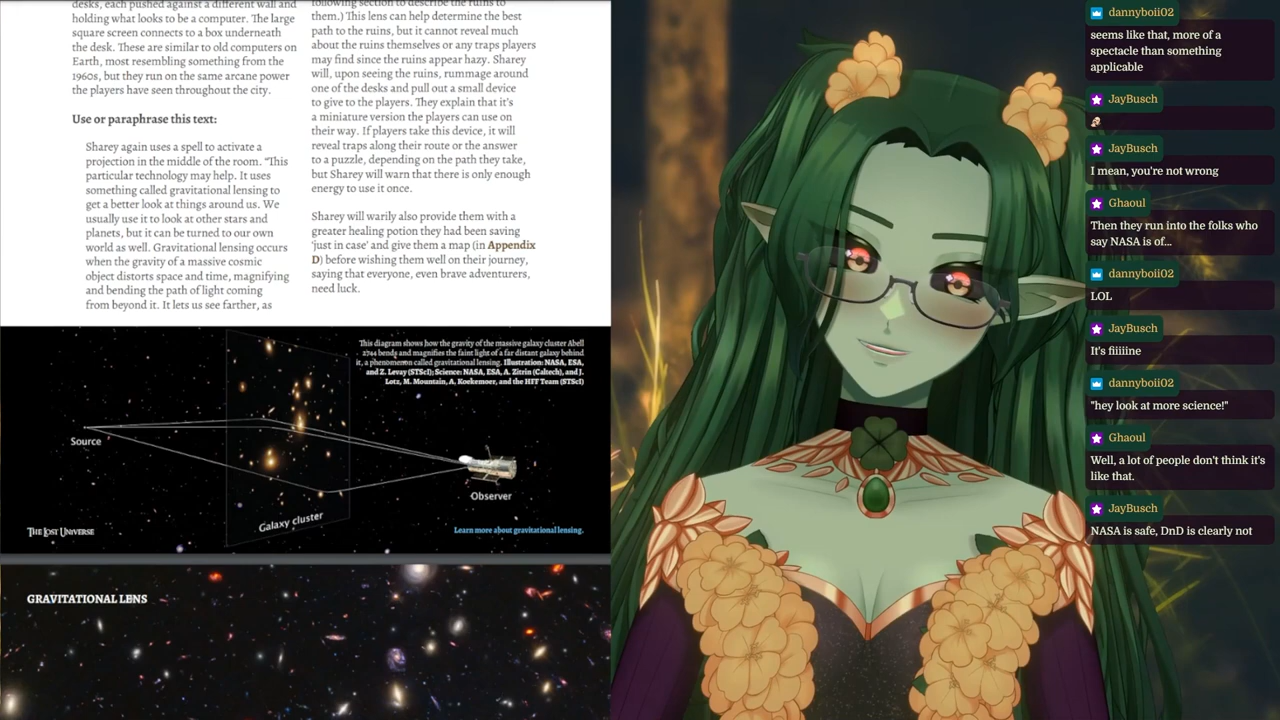 desks, each pushed against a different wall and
holding what looks to be a computer. The large
square screen connects to a box underneath
the desk. These are similar to old computers on
Earth, most resembling something from the
1960s, but they run on the same arcane power
the players have seen throughout the city.
Use or paraphrase this text:
Sharey again uses a spell to activate a
projection in the middle of the room. "This
particular technology may help. It uses
something called gravitational lensing to
get a better look at things around us. We
usually use it to look at other stars and
planets, but it can be turned to our own
world as well. Gravitational lensing occurs
when the gravity of a massive cosmic
object distorts space and time, magnifying
and bending the path of light coming
from beyond it. It lets us see farther, as
following section to describe the ruins to
them.) This lens can help determine the best
path to the ruins, but it cannot reveal much
about the ruins themselves or any traps players
may find since the ruins appear hazy. Sharey
will, upon seeing the ruins, rummage around
one of the desks and pull out a small device
to give to the players. They explain that it's
a miniature version the players can use on
their way. If players take this device, it will
reveal traps along their route or the answer
to a puzzle, depending on the path they take,
but Sharey will warn that there is only enough
energy to use it once.
Sharey will warily also provide them with a
greater healing potion they had been saving
'just in case' and give them a map (in Appendix
D) before wishing them well on their journey,
saying that everyone, even brave adventurers,
need luck.
This diagram shows how the gravity of the massive galaxy cluster Abell
2744 bends and magnifies the faint light of a far distant galaxy behind
it, a phenomenon called gravitational lensing. Illustration: NASA, ESA,
and Z. Levay (STScI); Science: NASA, ESA, A. Zitrin (Caltech), and J.
Lotz, M. Mountain, A. Koekemoer, and the HFF Team (STScI)
Source
Observer
Galaxy cluster
The Lost Universe
Learn more about gravitational lensing.
GRAVITATIONAL LENS
dannyboii02
seems like that, more of a
spectacle than something
applicable
JayBusch
JayBusch
I mean, you're not wrong
Ghaoul
Then they run into the folks who
say NASA is of...
dannyboii02
LOL
JayBusch
It's fiiiiine
dannyboii02
"hey look at more science!"
Ghaoul
Well, a lot of people don't think it's
like that.
JayBusch
NASA is safe, DnD is clearly not